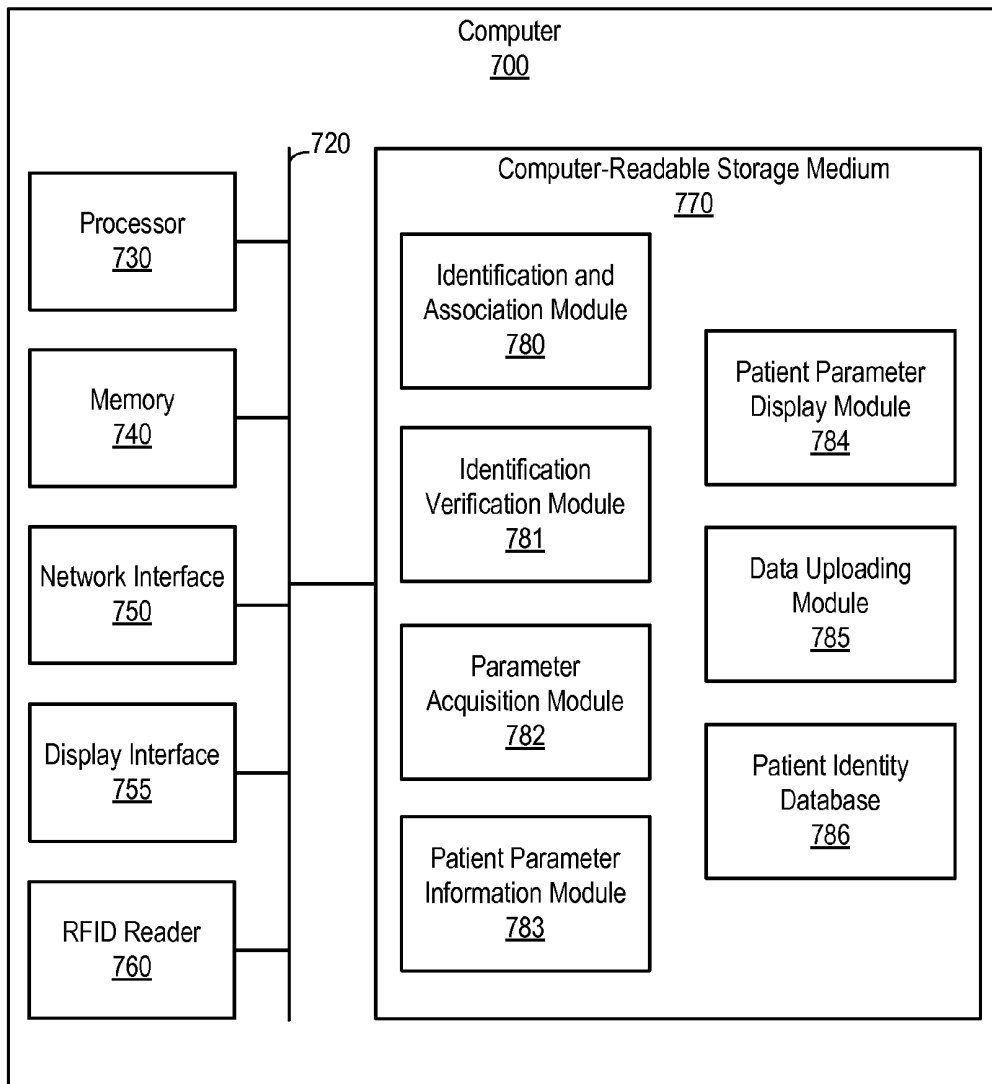 Computer
700
720
Processor
730
Memory
740
Network Interface
750
Display Interface
755
RFID Reader
760
Computer-Readable Storage Medium
770
Identification and
Association Module
780
Identification
Verification Module
781
Parameter
Acquisition Module
782
Patient Parameter
Information Module
783
Patient Parameter
Display Module
784
Data Uploading
Module
785
Patient Identity
Database
786